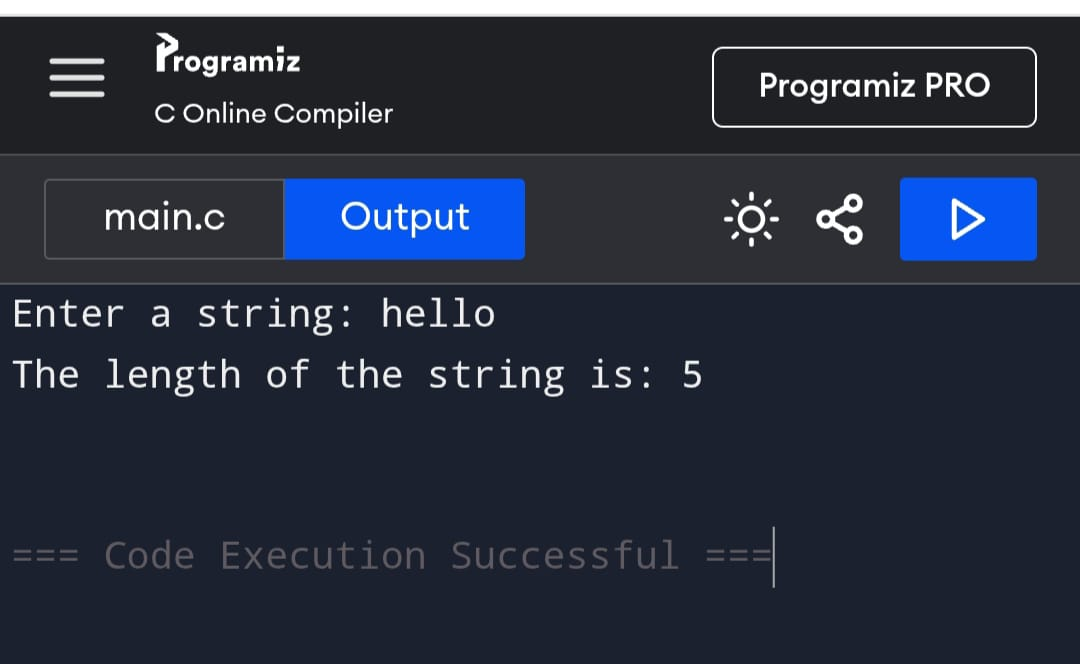 Programiz
C Online Compiler
Programiz PRO
main.c
Output
Enter a string: hello
The length of the string is: 5
=== Code Execution Successful ===